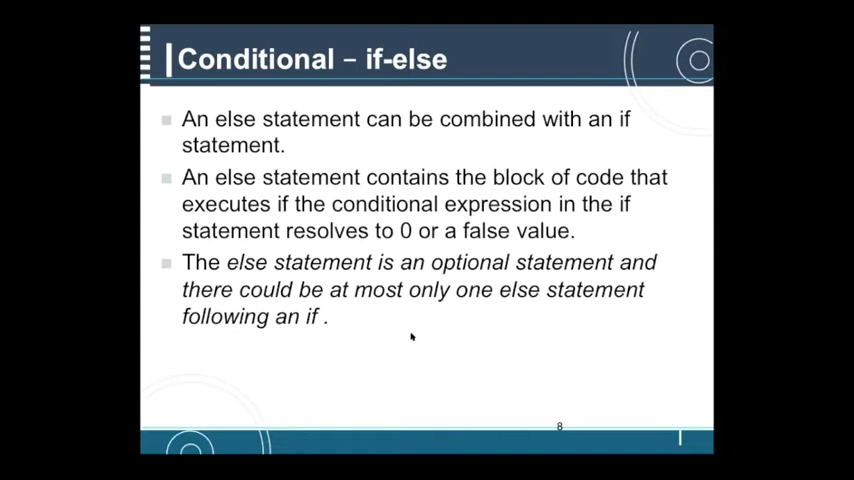 Conditional – if-else
An else statement can be combined with an if
statement.
An else statement contains the block of code that
executes if the conditional expression in the if
statement resolves to 0 or a false value.
The else statement is an optional statement and
there could be at most only one else statement
following an if .
8